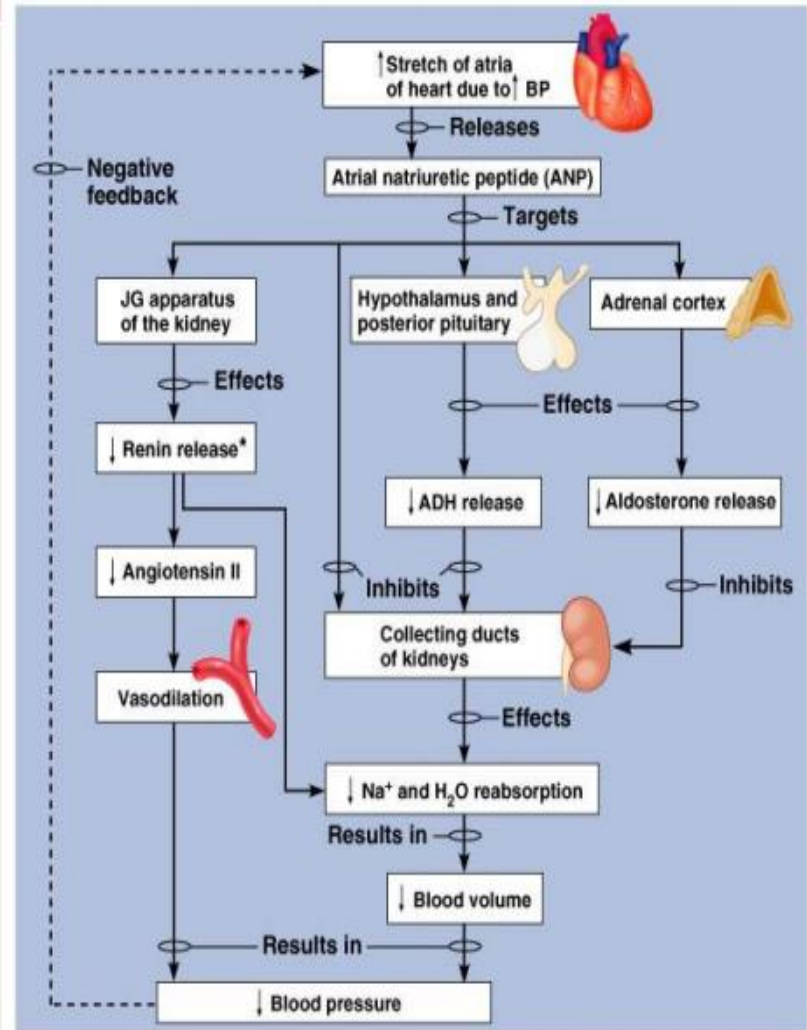 ↑Stretch of atria
of heart due to↑ BP
Releases
Negative
feedback
Atrial natriuretic peptide (ANP)
Targets
JG apparatus
of the kidney
Hypothalamus and
posterior pituitary
Adrenal cortex
Effects
Effects
↓ Renin release*
↓ ADH release
↓ Aldosterone release
↓ Angiotensin II
Inhibits
Inhibits
Collecting ducts
of kidneys
Vasodilation
Effects
↓ Na⁺ and H₂O reabsorption
Results in
↓ Blood volume
Results in
↓ Blood pressure